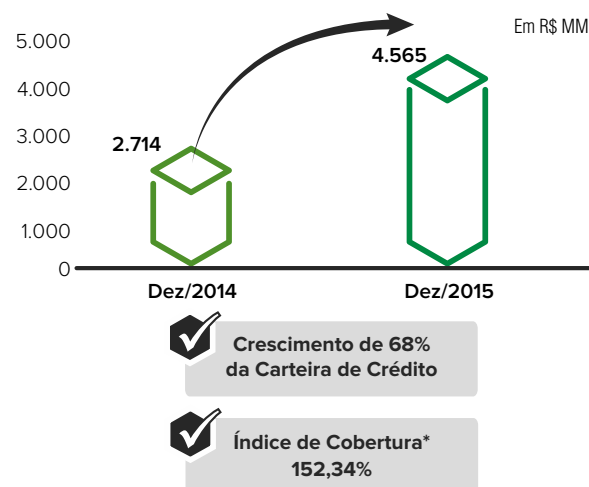 Em R$ MM
5.000
4.000
3.000
2.000
1.000
0
2.714
4.565
Dez/2014
Dez/2015
Crescimento de 68%
da Carteira de Crédito
Índice de Cobertura*
152,34%